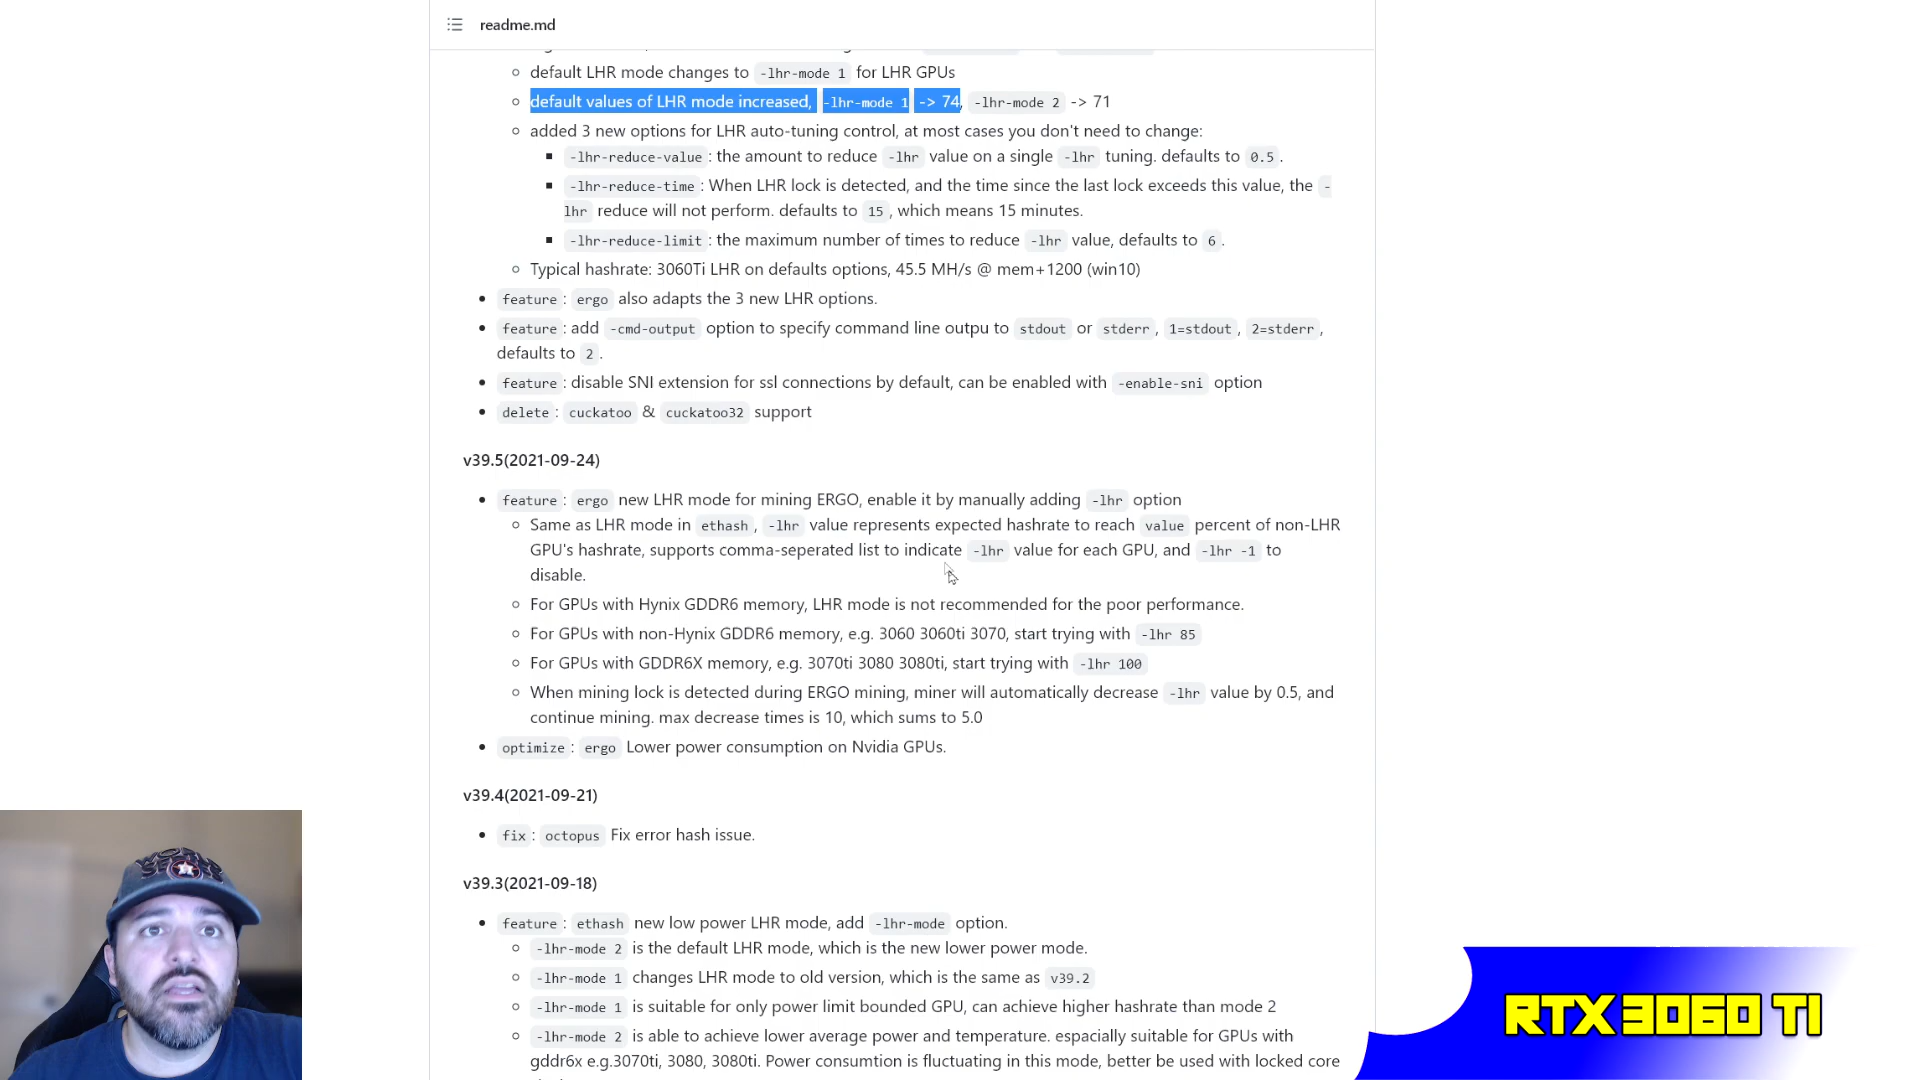 readme.md
default LHR mode changes to -lhr-mode 1 for LHR GPUs
default values of LHR mode increased, -lhr-mode 1 -> 74, -lhr-mode 2 -> 71
added 3 new options for LHR auto-tuning control, at most cases you don't need to change:
-lhr-reduce-value: the amount to reduce -lhr value on a single -lhr tuning. defaults to 0.5.
-lhr-reduce-time: When LHR lock is detected, and the time since the last lock exceeds this value, the -
lhr reduce will not perform. defaults to 15, which means 15 minutes.
-lhr-reduce-limit: the maximum number of times to reduce -lhr value, defaults to 6.
Typical hashrate: 3060Ti LHR on defaults options, 45.5 MH/s @ mem+1200 (win10)
feature: ergo also adapts the 3 new LHR options.
feature: add -cmd-output option to specify command line outpu to stdout or stderr, 1=stdout, 2=stderr,
defaults to 2.
feature: disable SNI extension for ssl connections by default, can be enabled with -enable-sni option
delete: cuckatoo & cuckatoo32 support
v39.5(2021-09-24)
feature: ergo new LHR mode for mining ERGO, enable it by manually adding -lhr option
Same as LHR mode in ethash, -lhr value represents expected hashrate to reach value percent of non-LHR
GPU's hashrate, supports comma-seperated list to indicate -lhr value for each GPU, and -lhr -1 to
disable.
For GPUs with Hynix GDDR6 memory, LHR mode is not recommended for the poor performance.
For GPUs with non-Hynix GDDR6 memory, e.g. 3060 3060ti 3070, start trying with -lhr 85
For GPUs with GDDR6X memory, e.g. 3070ti 3080 3080ti, start trying with -lhr 100
When mining lock is detected during ERGO mining, miner will automatically decrease -lhr value by 0.5, and
continue mining. max decrease times is 10, which sums to 5.0
optimize: ergo Lower power consumption on Nvidia GPUs.
v39.4(2021-09-21)
fix: octopus Fix error hash issue.
v39.3(2021-09-18)
feature: ethash new low power LHR mode, add -lhr-mode option.
-lhr-mode 2 is the default LHR mode, which is the new lower power mode.
-lhr-mode 1 changes LHR mode to old version, which is the same as v39.2
-lhr-mode 1 is suitable for only power limit bounded GPU, can achieve higher hashrate than mode 2
-lhr-mode 2 is able to achieve lower average power and temperature. espacially suitable for GPUs with
gddr6x e.g.3070ti, 3080, 3080ti. Power consumtion is fluctuating in this mode, better be used with locked core
RTX 3060 TI